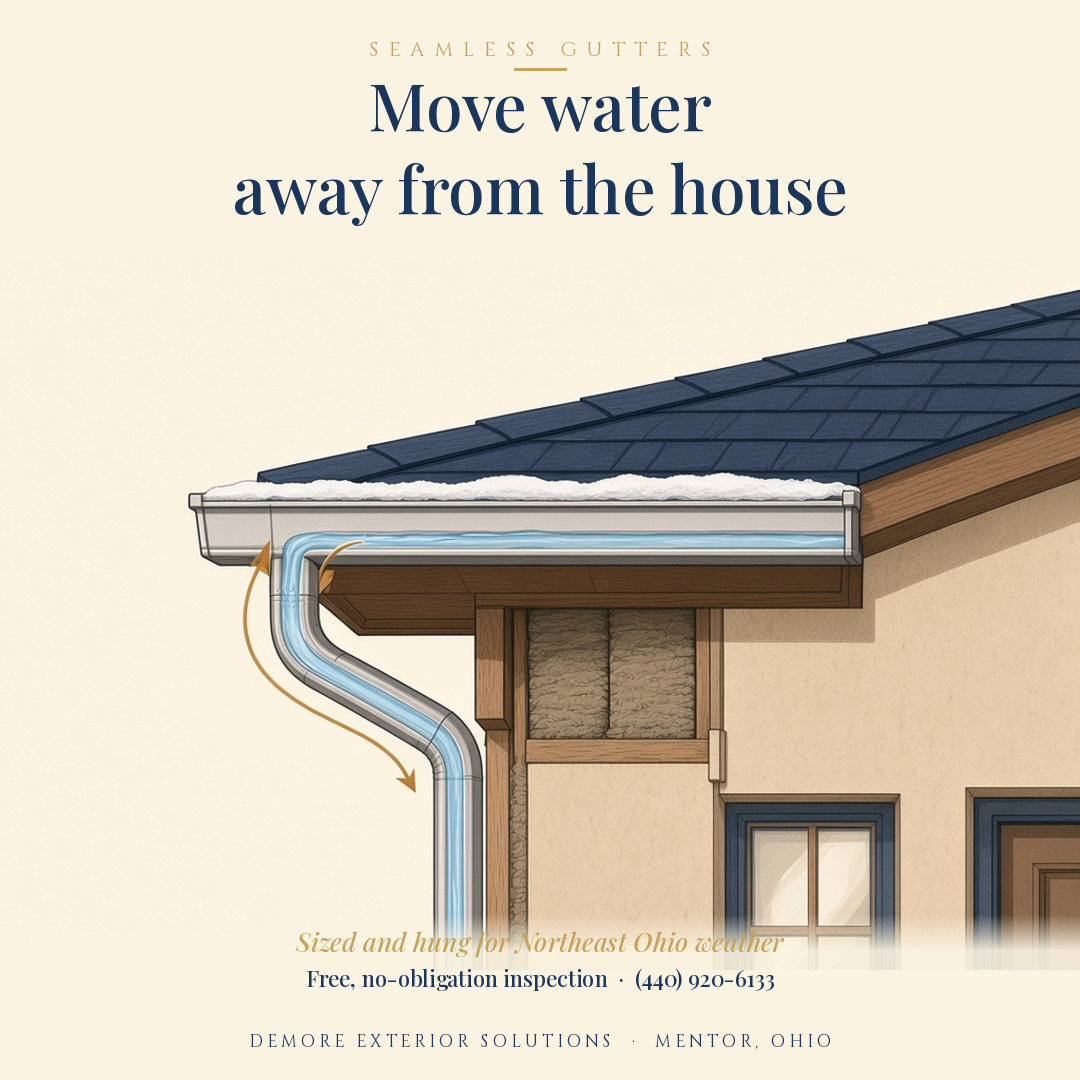 SEAMLESS GUTTERS
Move water
away from the house
Sized and hung for Northeast Ohio weather
Free, no-obligation inspection · (440) 920-6133
DEMORE EXTERIOR SOLUTIONS · MENTOR, OHIO